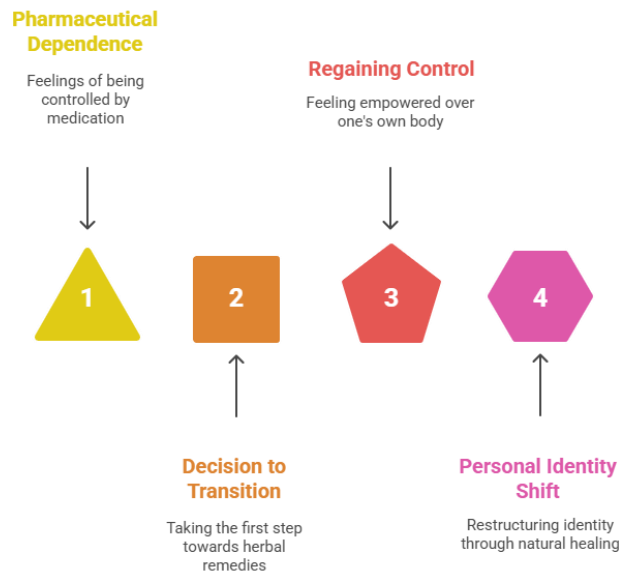 Pharmaceutical
Dependence
Feelings of being
controlled by
medication
1
Decision to
Transition
Taking the first step
towards herbal
remedies
2
Regaining Control
Feeling empowered over
one's own body
3
Personal Identity
Shift
Restructuring identity
through natural healing
4